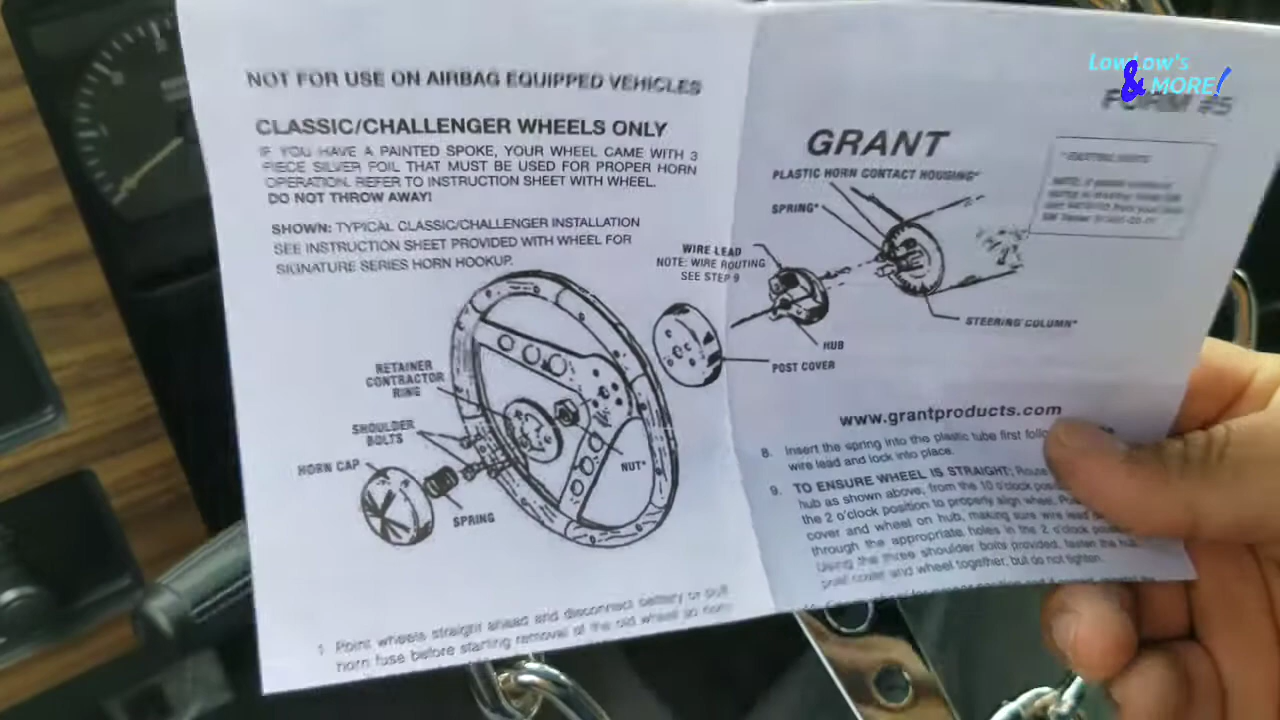 LowLow's
& MORE!
NOT FOR USE ON AIRBAG EQUIPPED VEHICLES
FORM #5
CLASSIC/CHALLENGER WHEELS ONLY
IF YOU HAVE A PAINTED SPOKE, YOUR WHEEL CAME WITH 3
PIECE SILVER FOIL THAT MUST BE USED FOR PROPER HORN
OPERATION. REFER TO INSTRUCTION SHEET WITH WHEEL.
DO NOT THROW AWAY!
SHOWN: TYPICAL CLASSIC/CHALLENGER INSTALLATION
SEE INSTRUCTION SHEET PROVIDED WITH WHEEL FOR
SIGNATURE SERIES HORN HOOKUP.
RETAINER
CONTRACTOR
RING
SHOULDER
BOLTS
HORN CAP
SPRING
NUT*
1. Point wheels straight ahead and disconnect battery or pull
horn fuse before starting removal of the old wheel so
GRANT
PLASTIC HORN CONTACT HOUSING*
SPRING*
WIRE LEAD
NOTE: WIRE ROUTING
SEE STEP 9
STEERING COLUMN*
HUB
POST COVER
www.grantproducts.com
8. Insert the spring into the plastic tube first
wire lead and lock into place.
9. TO ENSURE WHEEL IS STRAIGHT: Route
hub as shown above, from the 10 o'clock
the 2 o'clock position to properly align wheel.
cover and wheel on hub, making sure wire lead
through the appropriate holes in the 2 o'clock
Using the three shoulder bolts provided, fasten the
post cover and wheel together, but do not tighten.